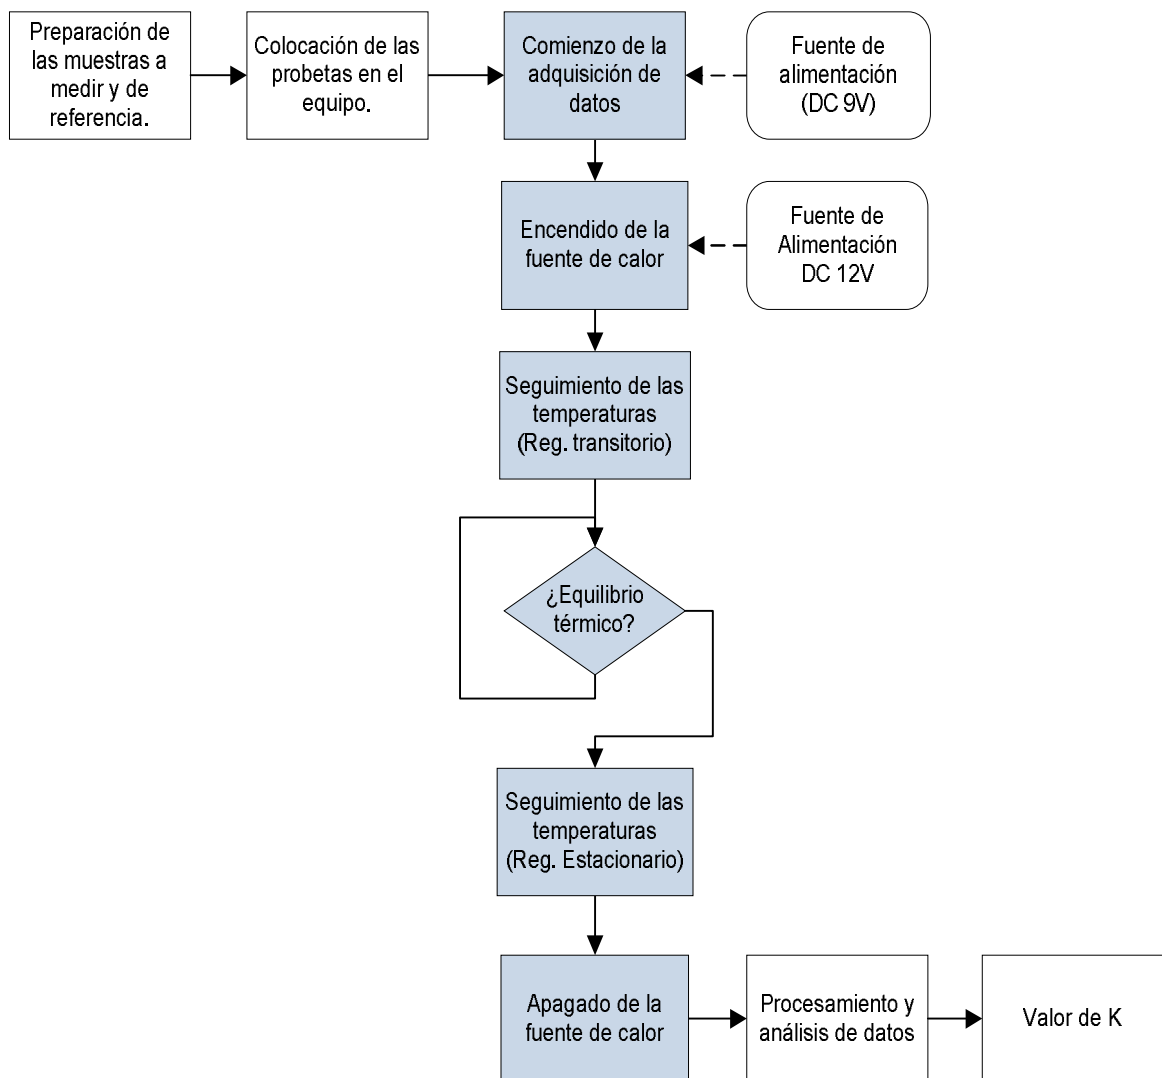 Preparación de
las muestras a
medir y de
referencia.
Colocación de las
probetas en el
equipo.
Comienzo de la
adquisición de
datos
Fuente de
alimentación
(DC 9V)
Encendido de la
fuente de calor
Fuente de
Alimentación
DC 12V
Seguimiento de las
temperaturas
(Reg. transitorio)
¿Equilibrio
térmico?
Seguimiento de las
temperaturas
(Reg. Estacionario)
Apagado de la
fuente de calor
Procesamiento y
análisis de datos
Valor de K